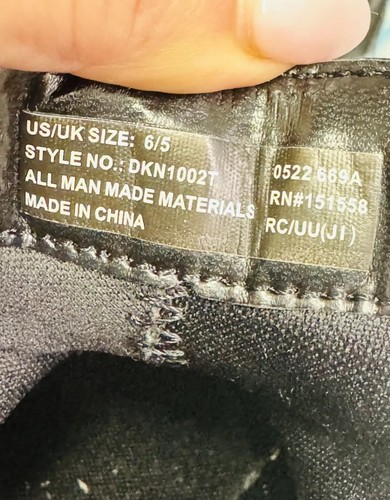 US/UK SIZE: 6/5
STYLE NO.: DKN1002T
ALL MAN MADE MATERIALS
MADE IN CHINA
0522 669A
RN#151558
RC/UU(JI)